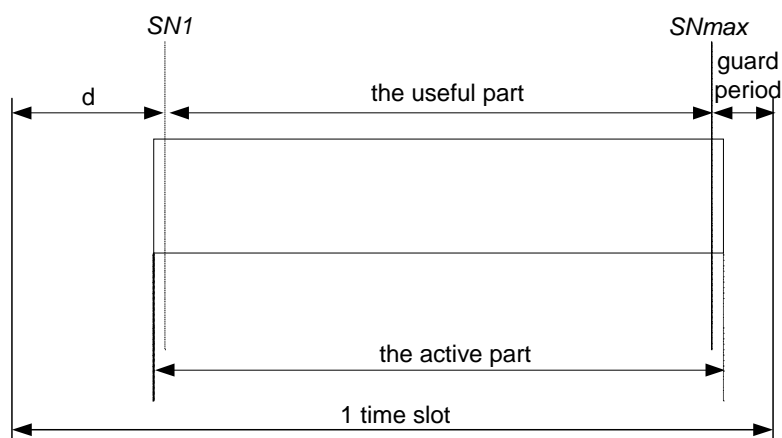 SN1
SNmax
guard
period
d
the useful part
the active part
1 time slot